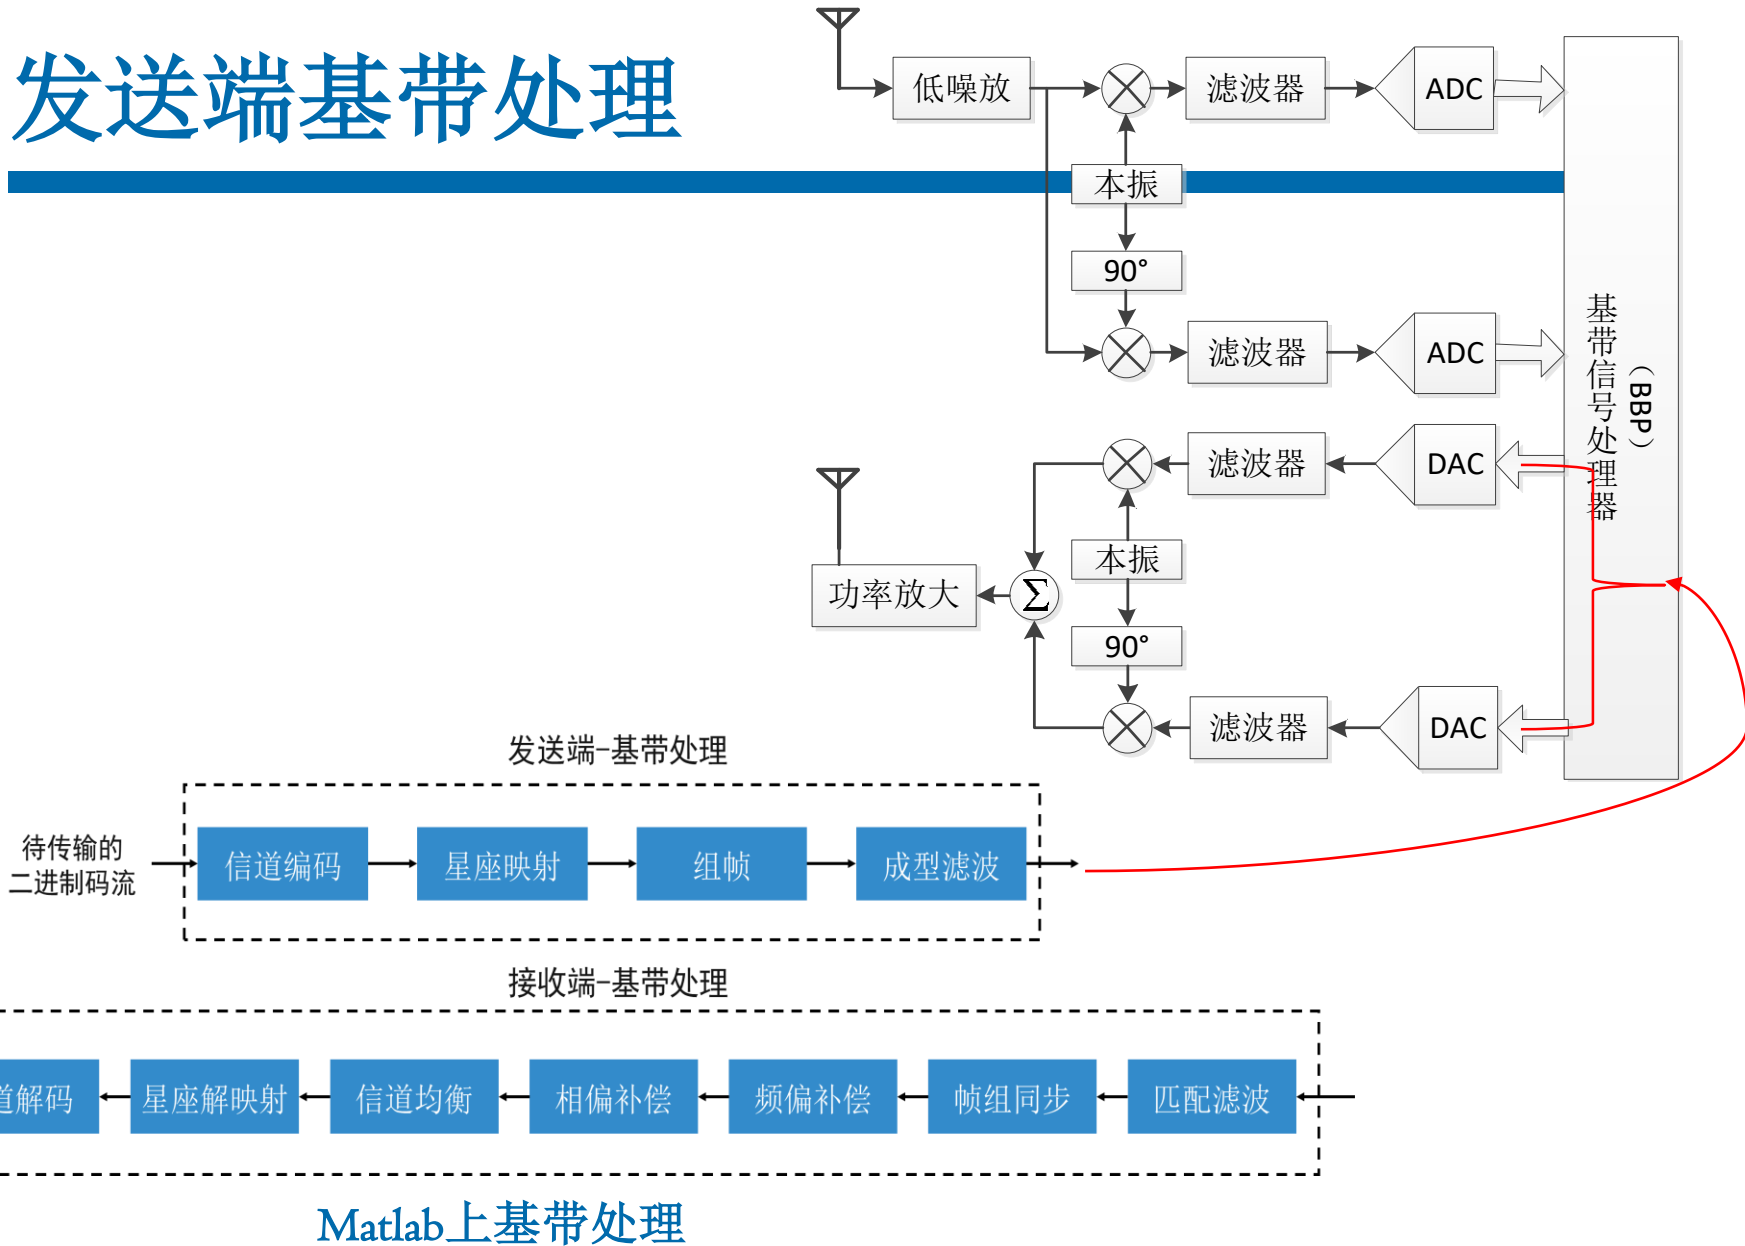 发送端基带处理
低噪放
滤波器
ADC
本振
90°
滤波器
ADC
基带信号处理器
（BBP）
滤波器
DAC
本振
功率放大
Σ
90°
滤波器
DAC
发送端-基带处理
待传输的
二进制码流
信道编码
星座映射
组帧
成型滤波
接收端-基带处理
道解码
星座解映射
信道均衡
相偏补偿
频偏补偿
帧组同步
匹配滤波
Matlab上基带处理